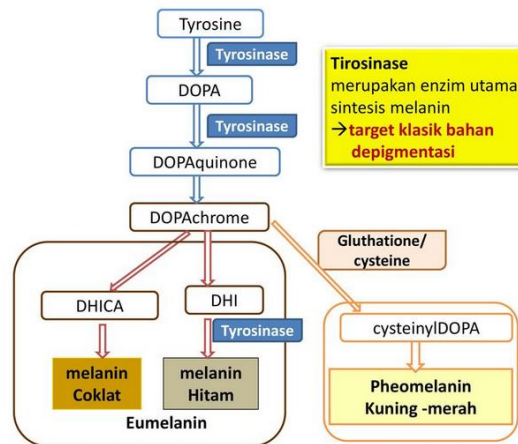 Tyrosine
Tyrosinase
DOPA
Tyrosinase
DOPAquinone
DOPAchrome
Tirosinase
merupakan enzim utama
sintesis melanin
→target klasik bahan
depigmentasi
Gluthatione/
cysteine
DHICA
DHI
Tyrosinase
melanin
Coklat
melanin
Hitam
Eumelanin
cysteinylDOPA
Pheomelanin
Kuning -merah